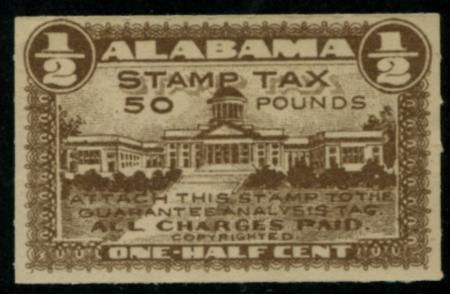 1/2 ALABAMA 1/2
STAMP TAX
50 POUNDS
ATTACH THIS STAMP TO THE
GUARANTEE ANALYSIS TAG.
ALL CHARGES PAID.
COPYRIGHTED.
ONE-HALF CENT